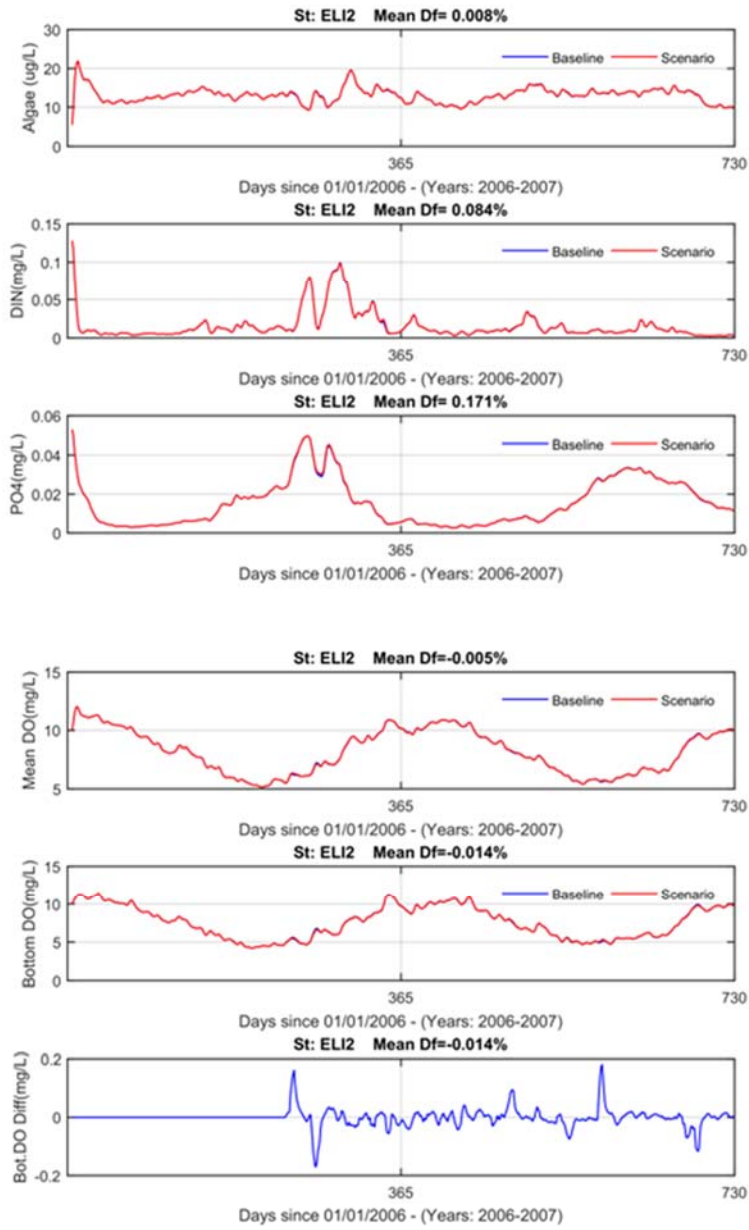 St: ELI2 Mean Df= 0.008%
30
20
10
0
Algae (ug/L)
Baseline Scenario
365 730
Days since 01/01/2006 - (Years: 2006-2007)
St: ELI2 Mean Df= 0.084%
0.15
0.1
0.05
0
DIN(mg/L)
Baseline Scenario
365 730
Days since 01/01/2006 - (Years: 2006-2007)
St: ELI2 Mean Df= 0.171%
0.06
0.04
0.02
0
PO4(mg/L)
Baseline Scenario
365 730
Days since 01/01/2006 - (Years: 2006-2007)
St: ELI2 Mean Df=-0.005%
15
10
5
Mean DO(mg/L)
Baseline Scenario
365 730
Days since 01/01/2006 - (Years: 2006-2007)
St: ELI2 Mean Df=-0.014%
15
10
5
0
Bottom DO(mg/L)
Baseline Scenario
365 730
Days since 01/01/2006 - (Years: 2006-2007)
St: ELI2 Mean Df=-0.014%
0.2
0
-0.2
Bot.DO Diff(mg/L)
365 730
Days since 01/01/2006 - (Years: 2006-2007)